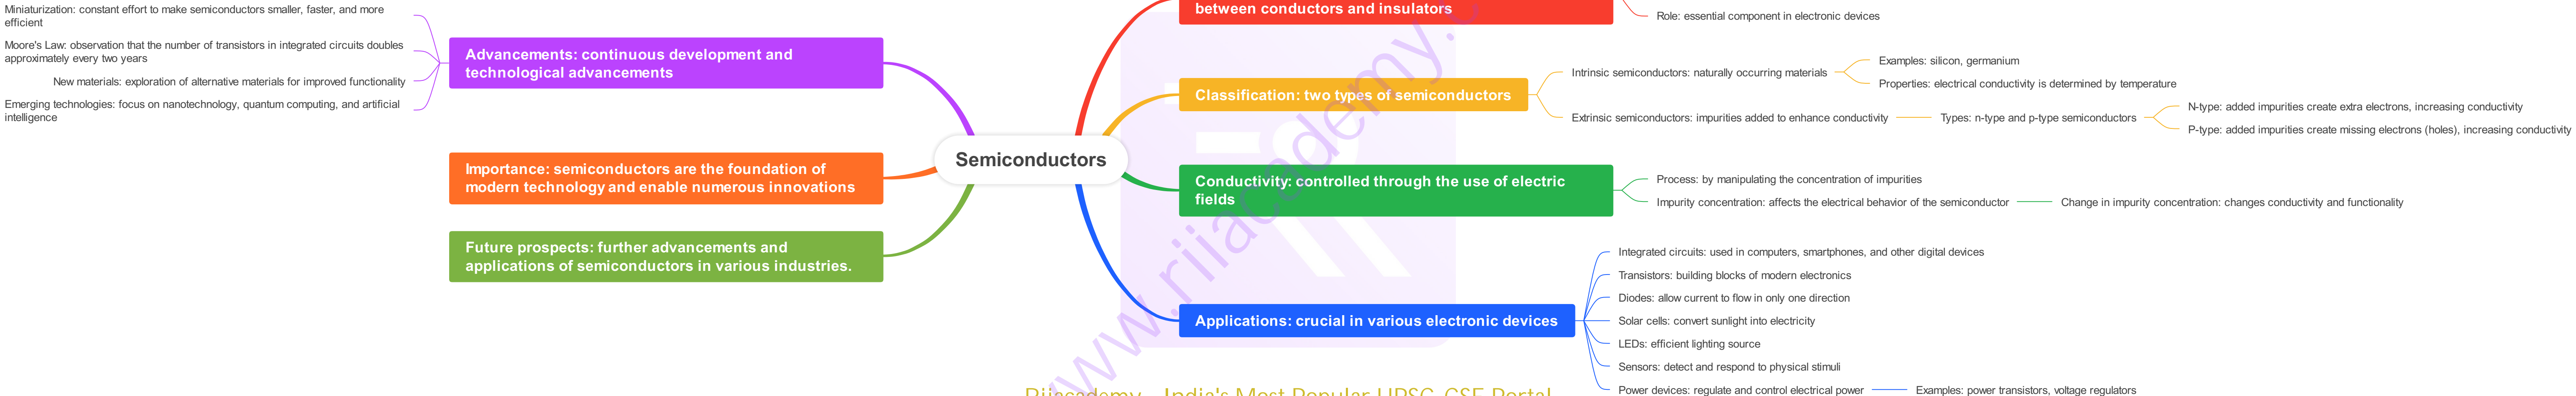 Miniaturization: constant effort to make semiconductors smaller, faster, and more
efficient
Moore's Law: observation that the number of transistors in integrated circuits doubles
approximately every two years
New materials: exploration of alternative materials for improved functionality
Emerging technologies: focus on nanotechnology, quantum computing, and artificial
intelligence
Advancements: continuous development and
technological advancements
Importance: semiconductors are the foundation of
modern technology and enable numerous innovations
Future prospects: further advancements and
applications of semiconductors in various industries.
Semiconductors
between conductors and insulators
Role: essential component in electronic devices
Classification: two types of semiconductors
Intrinsic semiconductors: naturally occurring materials
Examples: silicon, germanium
Properties: electrical conductivity is determined by temperature
Extrinsic semiconductors: impurities added to enhance conductivity
Types: n-type and p-type semiconductors
N-type: added impurities create extra electrons, increasing conductivity
P-type: added impurities create missing electrons (holes), increasing conductivity
Conductivity: controlled through the use of electric
fields
Process: by manipulating the concentration of impurities
Impurity concentration: affects the electrical behavior of the semiconductor
Change in impurity concentration: changes conductivity and functionality
Applications: crucial in various electronic devices
Integrated circuits: used in computers, smartphones, and other digital devices
Transistors: building blocks of modern electronics
Diodes: allow current to flow in only one direction
Solar cells: convert sunlight into electricity
LEDs: efficient lighting source
Sensors: detect and respond to physical stimuli
Power devices: regulate and control electrical power
Examples: power transistors, voltage regulators
www.riiacademy.c
Riiacademy - India's Most Popular UPSC-CSE Portal